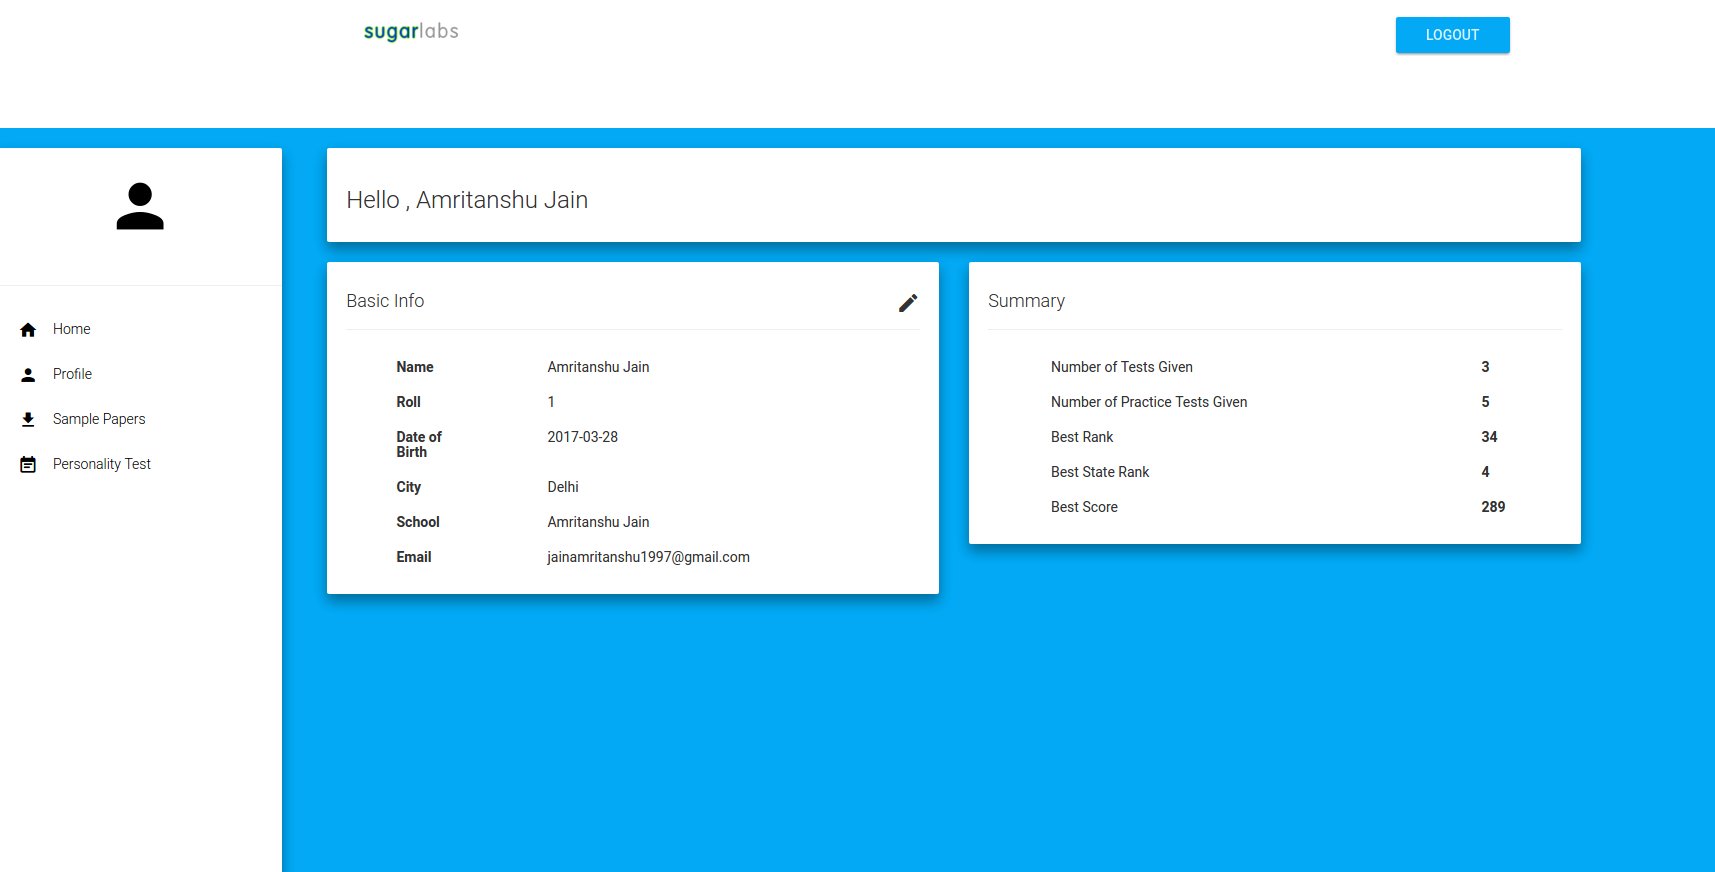 sugarlabs
LOGOUT
Hello , Amritanshu Jain
Home
Profile
Sample Papers
Personality Test
Basic Info
Name Amritanshu Jain
Roll 1
Date of 2017-03-28
Birth
City Delhi
School Amritanshu Jain
Email jainamritanshu1997@gmail.com
Summary
Number of Tests Given 3
Number of Practice Tests Given 5
Best Rank 34
Best State Rank 4
Best Score 289